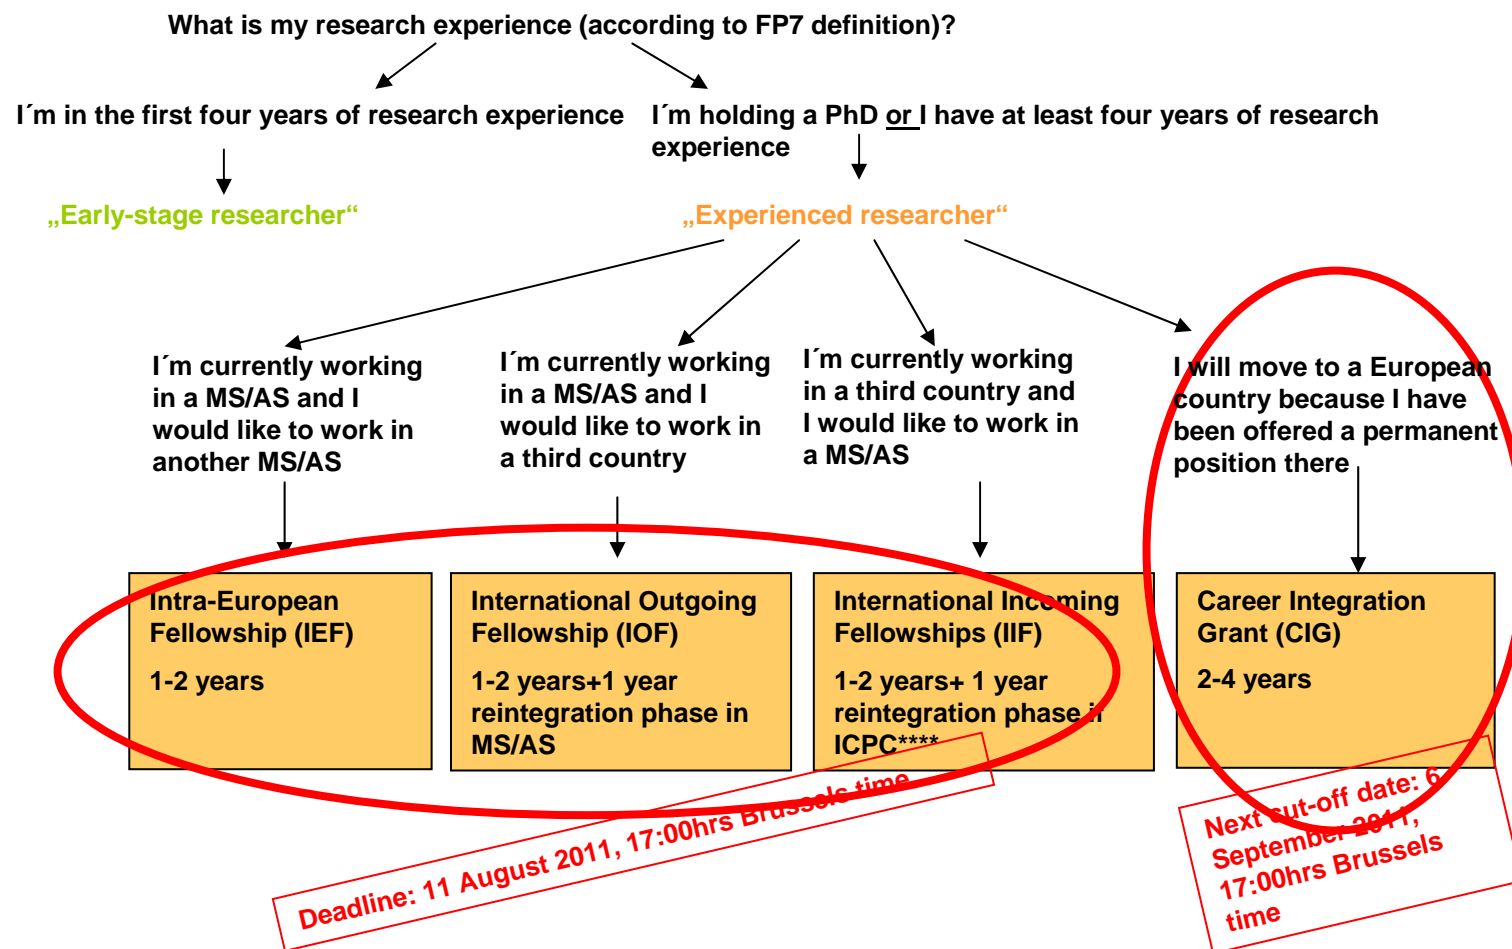 What is my research experience (according to FP7 definition)?
I´m in the first four years of research experience
I´m holding a PhD or I have at least four years of research
experience
„Early-stage researcher“
„Experienced researcher“
I´m currently working
in a MS/AS and I
would like to work in
another MS/AS
I´m currently working
in a MS/AS and I
would like to work in
a third country
I´m currently working
in a third country and
I would like to work in
a MS/AS
I will move to a European
country because I have
been offered a permanent
position there
Intra-European
Fellowship (IEF)
1-2 years
International Outgoing
Fellowship (IOF)
1-2 years+1 year
reintegration phase in
MS/AS
International Incoming
Fellowships (IIF)
1-2 years+ 1 year
reintegration phase if
ICPC****
Career Integration
Grant (CIG)
2-4 years
Deadline: 11 August 2011, 17:00hrs Brussels time
Next cut-off date: 6
September 2011,
17:00hrs Brussels
time